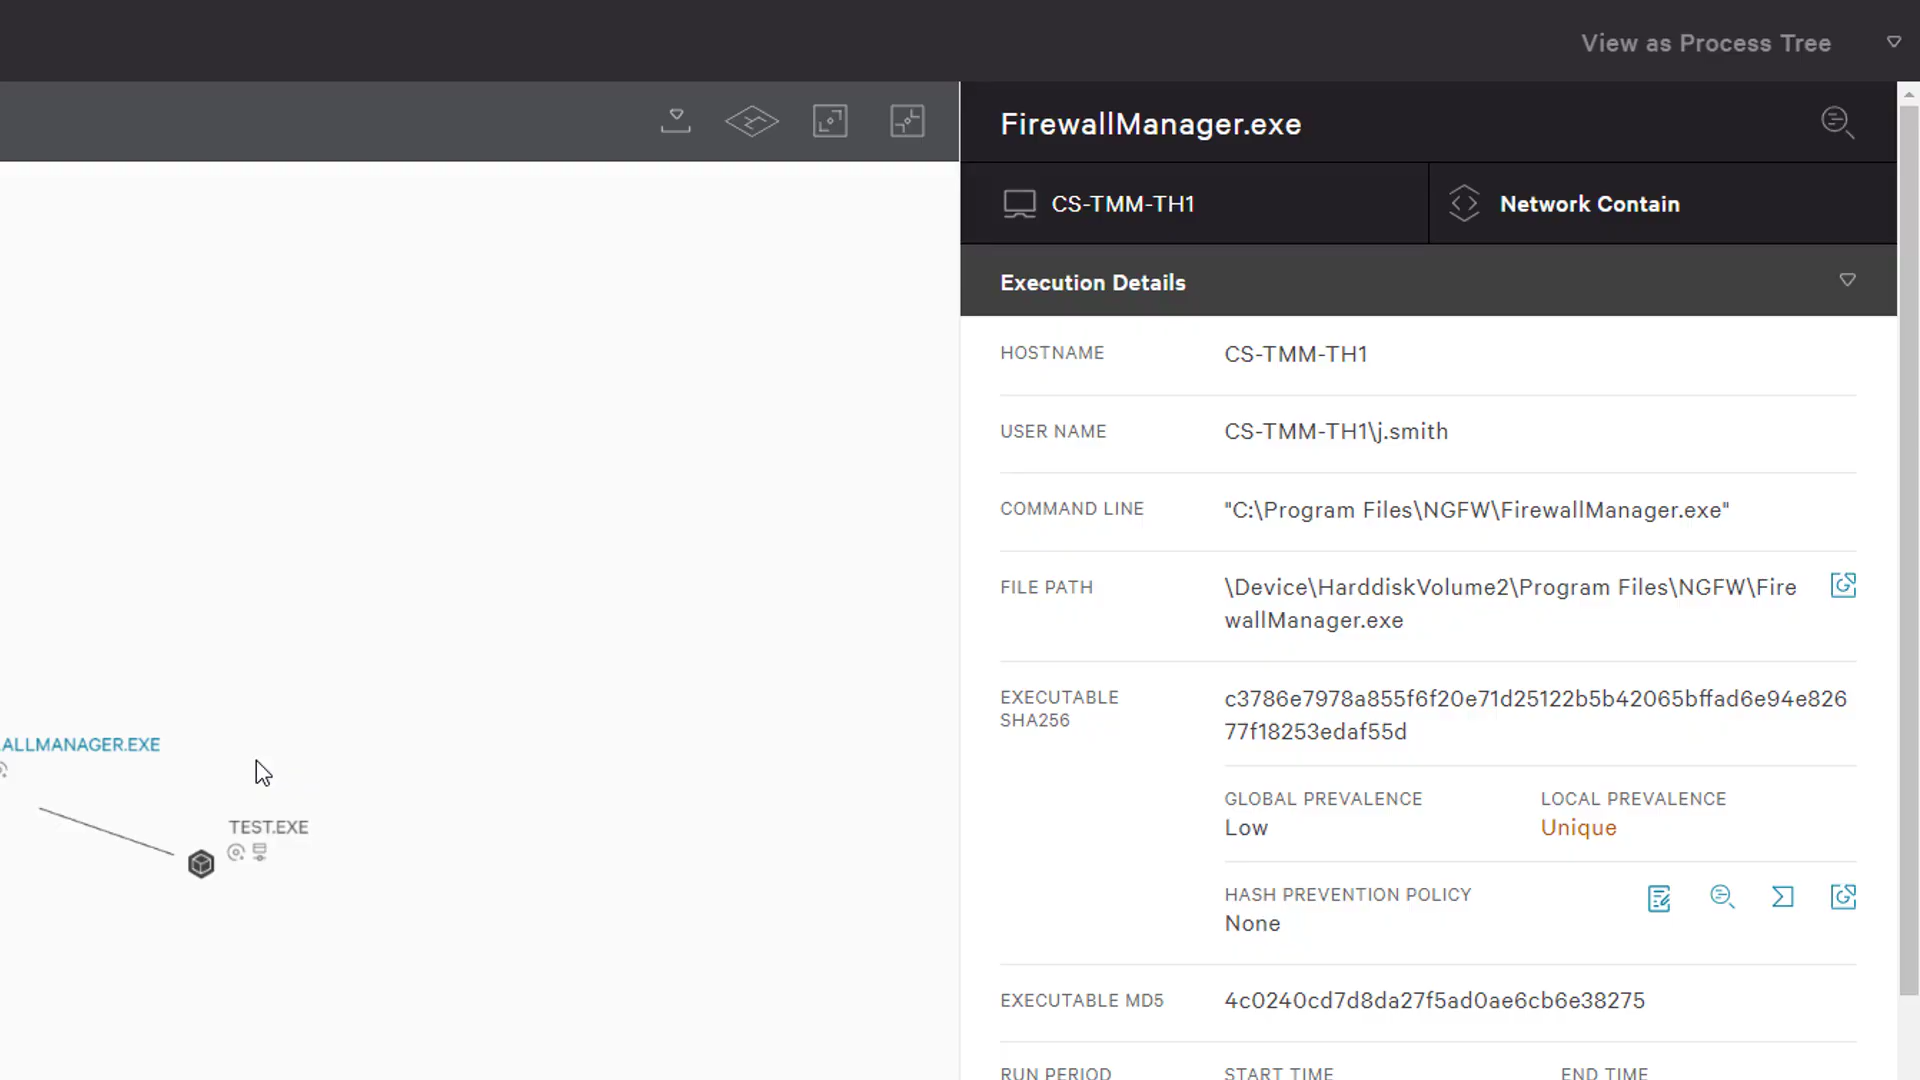 View as Process Tree
FirewallManager.exe
CS-TMM-TH1
Network Contain
Execution Details
HOSTNAME
CS-TMM-TH1
USER NAME
CS-TMM-TH1\j.smith
COMMAND LINE
"C:\Program Files\NGFW\FirewallManager.exe"
FILE PATH
\Device\HarddiskVolume2\Program Files\NGFW\Fire
wallManager.exe
EXECUTABLE
SHA256
c3786e7978a855f6f20e71d25122b5b42065bffad6e94e826
77f18253edaf55d
GLOBAL PREVALENCE
Low
LOCAL PREVALENCE
Unique
HASH PREVENTION POLICY
None
EXECUTABLE MD5
4c0240cd7d8da27f5ad0ae6cb6e38275
RUN PERIOD
START TIME
END TIME
ALLMANAGER.EXE
TEST.EXE